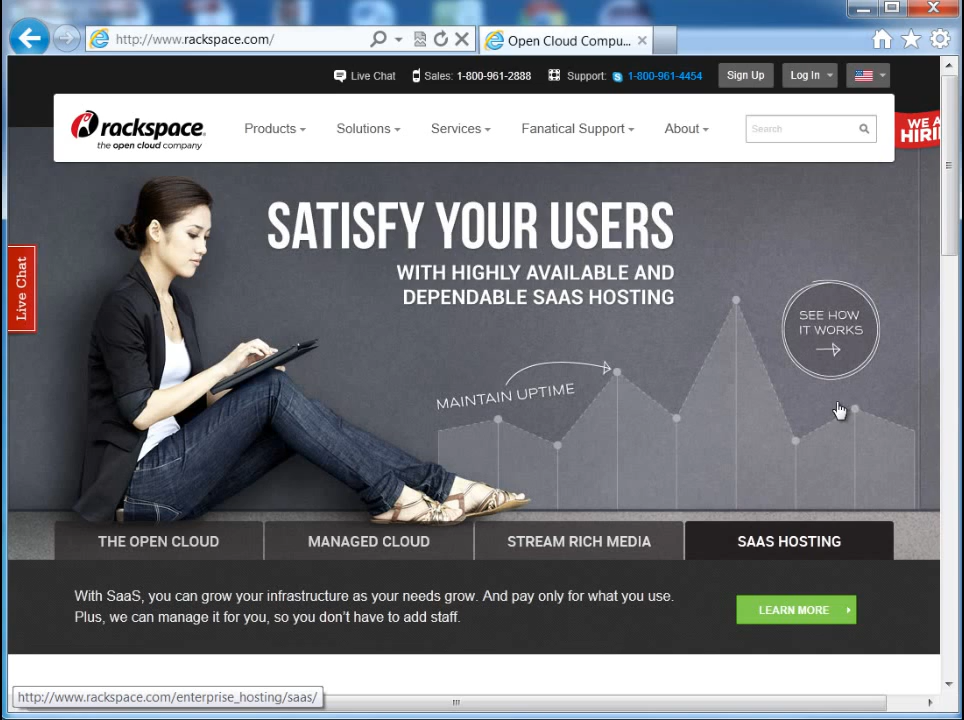 http://www.rackspace.com/
Open Cloud Compu...
Live Chat
Sales: 1-800-961-2888
Support: 1-800-961-4454
Sign Up
Log In
rackspace.
the open cloud company
Products
Solutions
Services
Fanatical Support
About
Search
WE A
HIRI
SATISFY YOUR USERS
WITH HIGHLY AVAILABLE AND
DEPENDABLE SAAS HOSTING
Live Chat
SEE HOW
IT WORKS
MAINTAIN UPTIME
THE OPEN CLOUD
MANAGED CLOUD
STREAM RICH MEDIA
SAAS HOSTING
With SaaS, you can grow your infrastructure as your needs grow. And pay only for what you use.
Plus, we can manage it for you, so you don't have to add staff.
LEARN MORE
http://www.rackspace.com/enterprise_hosting/saas/